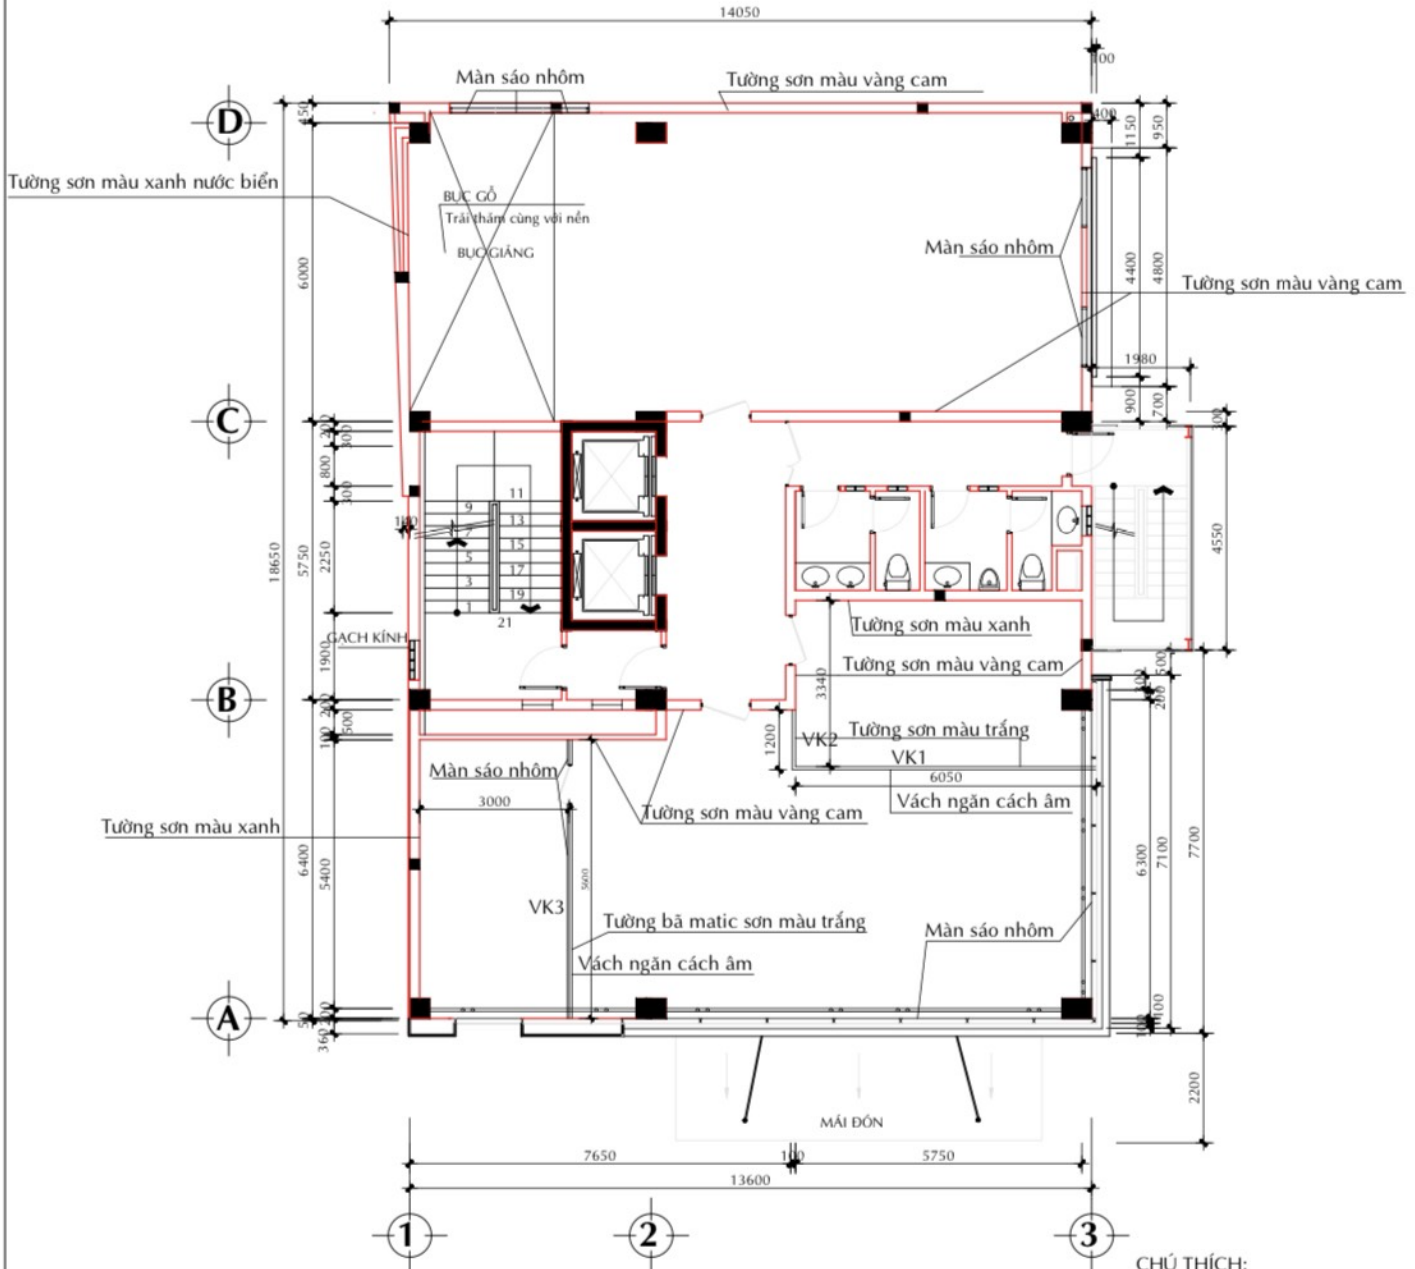 14050
100
Màn sáo nhôm
Tường sơn màu vàng cam
D
450
400
1150
950
Tường sơn màu xanh nước biển
BỤC GỖ
Trải thảm cùng với nền
BỤC GIẢNG
Màn sáo nhôm
6000
4400
4800
Tường sơn màu vàng cam
1980
900
700
300
C
200
300
800
300
11
9
13
7
15
5
17
3
19
1
21
18650
5750
2250
4550
GẠCH KÍNH
1900
Tường sơn màu xanh
Tường sơn màu vàng cam
3340
500
200
B
200
500
100
1200
VK2
Tường sơn màu trắng
VK1
6050
Màn sáo nhôm
3000
Vách ngăn cách âm
Tường sơn màu vàng cam
Tường sơn màu xanh
6400
5400
5600
6300
7100
7700
VK3
Tường bã matic sơn màu trắng
Màn sáo nhôm
Vách ngăn cách âm
A
50
200
360
100
100
2200
MÁI ĐÓN
7650
100
5750
13600
1
2
3
CHÚ THÍCH: